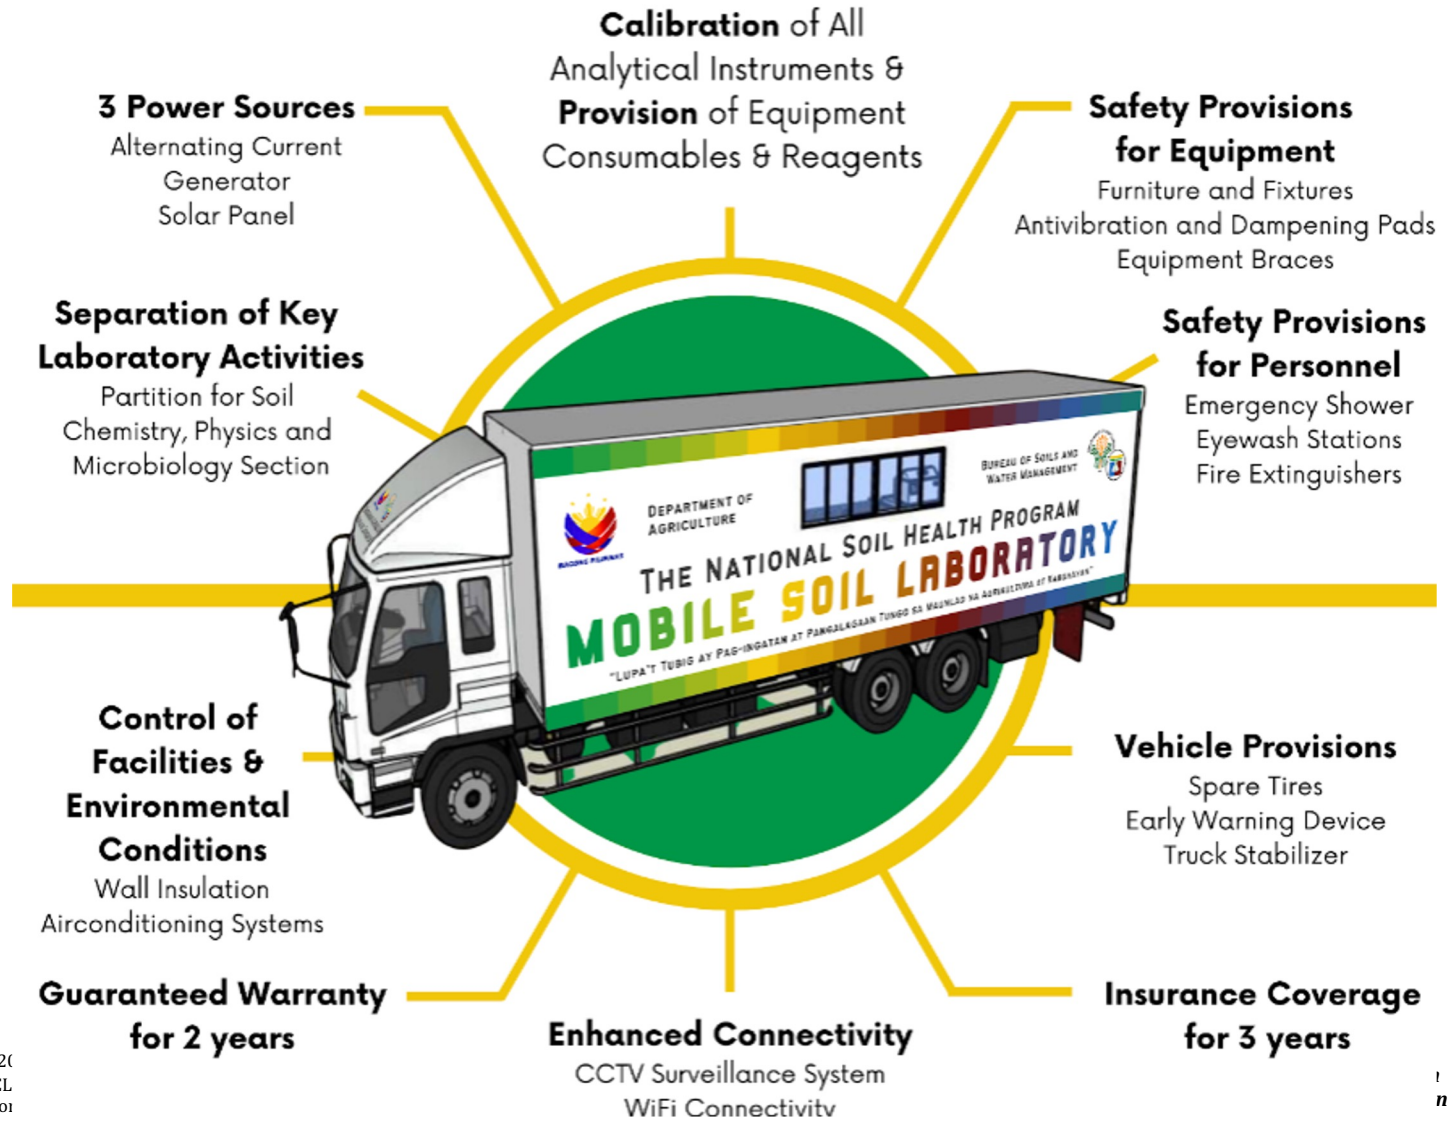 Calibration of All
Analytical Instruments &
Provision of Equipment
Consumables & Reagents
3 Power Sources
Alternating Current
Generator
Solar Panel
Safety Provisions
for Equipment
Furniture and Fixtures
Antivibration and Dampening Pads
Equipment Braces
Separation of Key
Laboratory Activities
Partition for Soil
Chemistry, Physics and
Microbiology Section
Safety Provisions
for Personnel
Emergency Shower
Eyewash Stations
Fire Extinguishers
DEPARTMENT OF
AGRICULTURE
BUREAU OF SOILS AND
WATER MANAGEMENT
BAGONG PILIPINAS
THE NATIONAL SOIL HEALTH PROGRAM
MOBILE SOIL LABORATORY
"LUPA'T TUBIG AY PAG-INGATAN AT PANGALAGAAN TUNGO SA MAUNLAD NA AGRIKULTURA AT KABUHAYAN"
Control of
Facilities &
Environmental
Conditions
Wall Insulation
Airconditioning Systems
Vehicle Provisions
Spare Tires
Early Warning Device
Truck Stabilizer
Guaranteed Warranty
for 2 years
Enhanced Connectivity
CCTV Surveillance System
WiFi Connectivity
Insurance Coverage
for 3 years